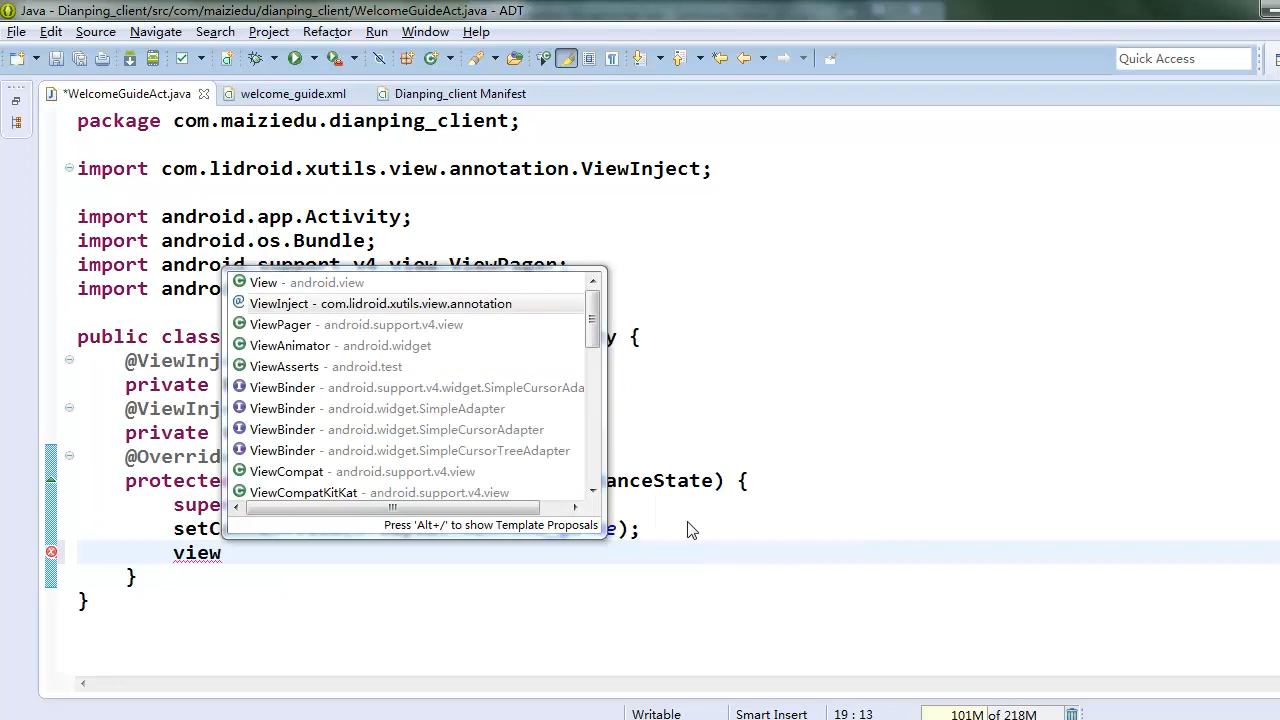 Java - Dianping_client/src/com/maiziedu/dianping_client/WelcomeGuideAct.java - ADT
File Edit Source Navigate Search Project Refactor Run Window Help
Quick Access
*WelcomeGuideAct.java welcome_guide.xml Dianping_client Manifest
package com.maiziedu.dianping_client;
import com.lidroid.xutils.view.annotation.ViewInject;
import android.app.Activity;
import android.os.Bundle;
import android.support.v4.view.ViewPager;
import andro
public class y {
@ViewInj
private
@ViewInj
private
@Overrid
protecte anceState) {
supe
setC );
view
}
}
View - android.view
ViewInject - com.lidroid.xutils.view.annotation
ViewPager - android.support.v4.view
ViewAnimator - android.widget
ViewAsserts - android.test
ViewBinder - android.support.v4.widget.SimpleCursorAda
ViewBinder - android.widget.SimpleAdapter
ViewBinder - android.widget.SimpleCursorAdapter
ViewBinder - android.widget.SimpleCursorTreeAdapter
ViewCompat - android.support.v4.view
ViewCompatKitKat - android.support.v4.view
Press 'Alt+/' to show Template Proposals
Writable Smart Insert 19 : 13 101M of 218M